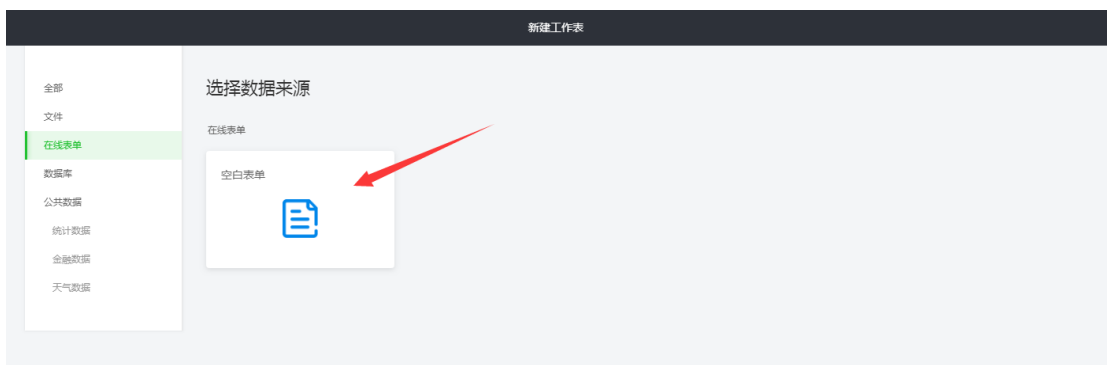 新建工作表
全部
文件
在线表单
数据库
公共数据
统计数据
金融数据
天气数据
选择数据来源
在线表单
空白表单